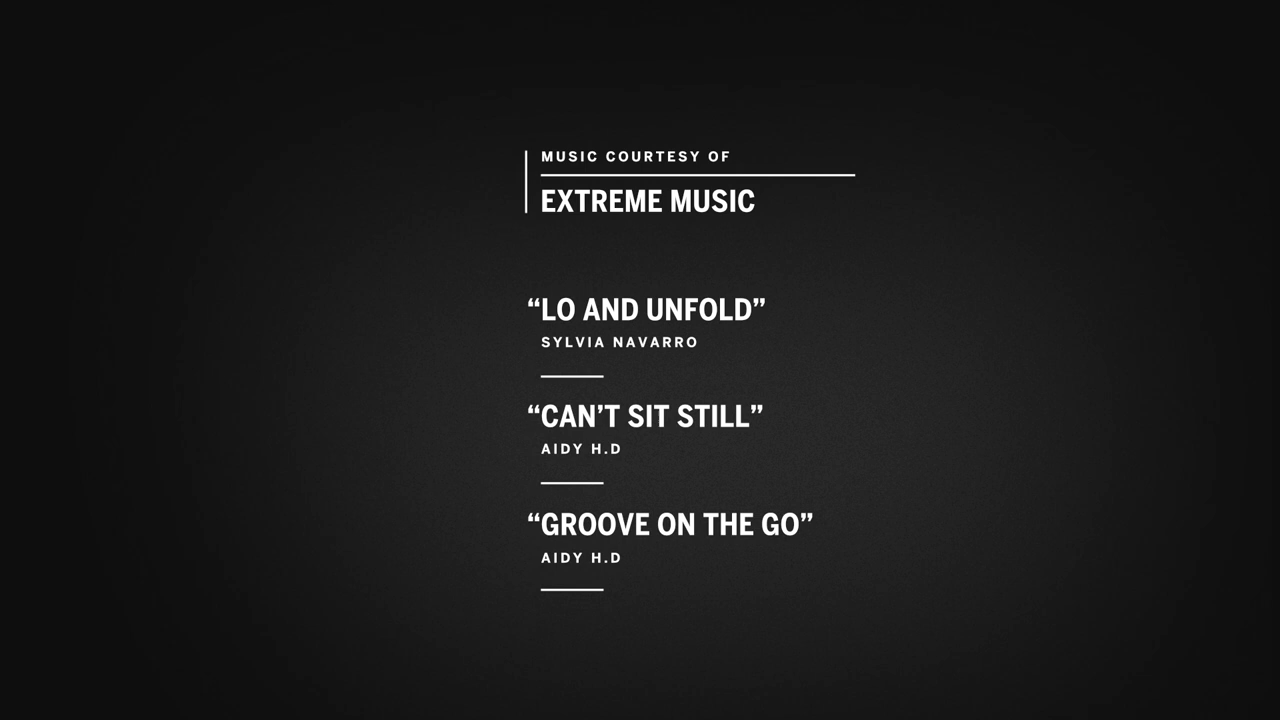 MUSIC COURTESY OF
EXTREME MUSIC
“LO AND UNFOLD”
SYLVIA NAVARRO
“CAN’T SIT STILL”
AIDY H.D
“GROOVE ON THE GO”
AIDY H.D